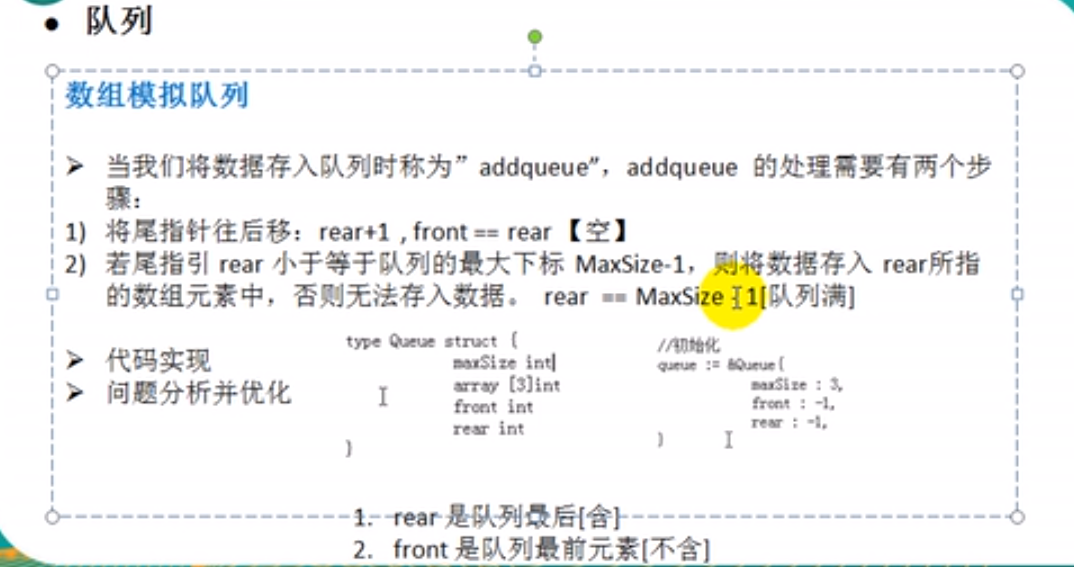 ● 队列
数组模拟队列
➢ 当我们将数据存入队列时称为”addqueue”，addqueue 的处理需要有两个步
骤：
1) 将尾指针往后移：rear+1 , front == rear 【空】
2) 若尾指引 rear 小于等于队列的最大下标 MaxSize-1，则将数据存入 rear所指
的数组元素中，否则无法存入数据。 rear == MaxSize - 1[队列满]
➢ 代码实现
➢ 问题分析并优化
type Queue struct {
maxSize int
array [3]int
front int
rear int
}
//初始化
queue := &Queue{
maxSize : 3,
front : -1,
rear : -1,
}
1. rear 是队列最后[含]
2. front 是队列最前元素[不含]